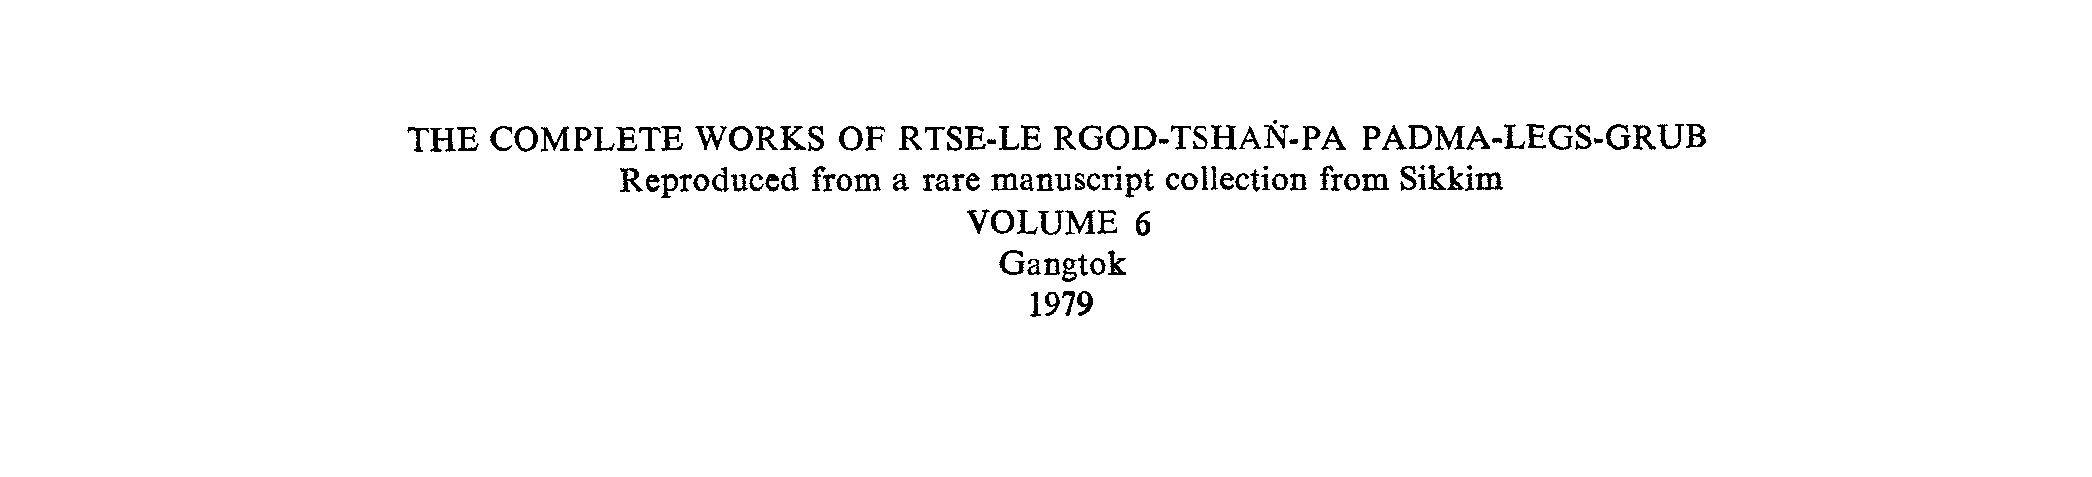 THE COMPLETE WORKS OF RTSE-LE RGOD-TSHAṄ-PA PADMA-LEGS-GRUB
Reproduced from a rare manuscript collection from Sikkim
VOLUME 6
Gangtok
1979